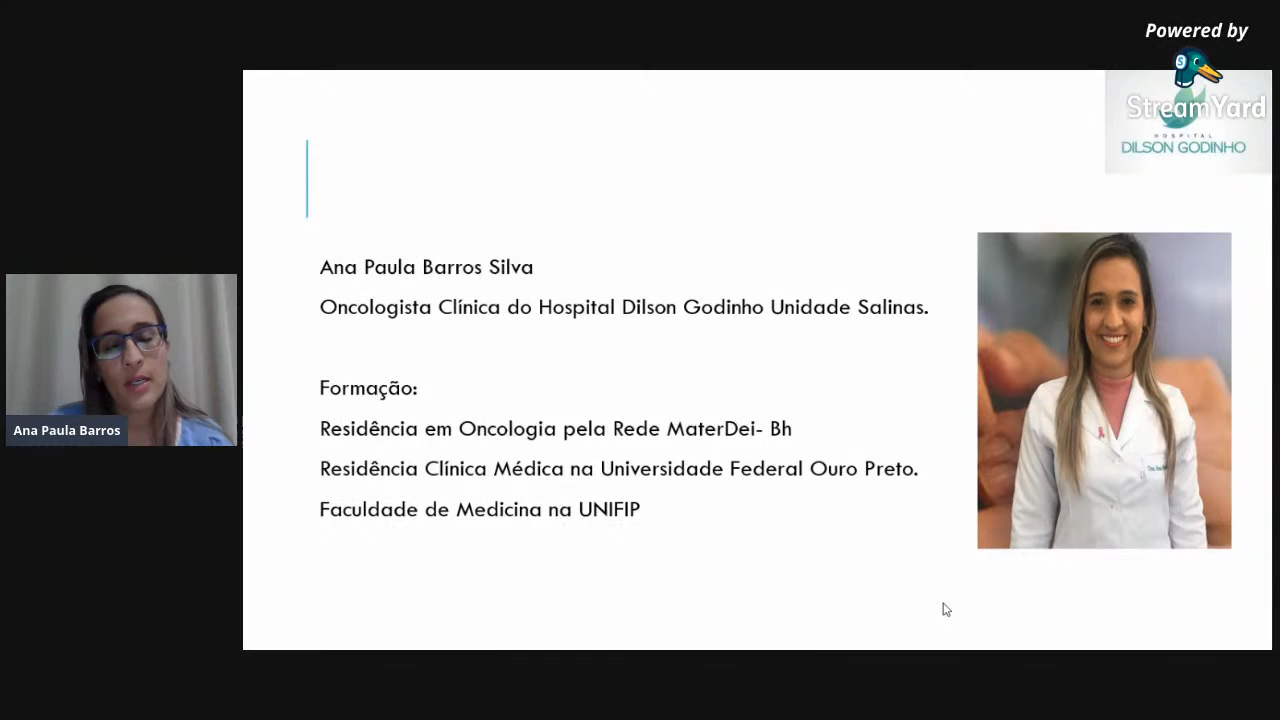 Powered by
StreamYard
HOSPITAL
DILSON GODINHO
Ana Paula Barros Silva
Oncologista Clínica do Hospital Dilson Godinho Unidade Salinas.
Formação:
Residência em Oncologia pela Rede MaterDei- Bh
Residência Clínica Médica na Universidade Federal Ouro Preto.
Faculdade de Medicina na UNIFIP
Ana Paula Barros